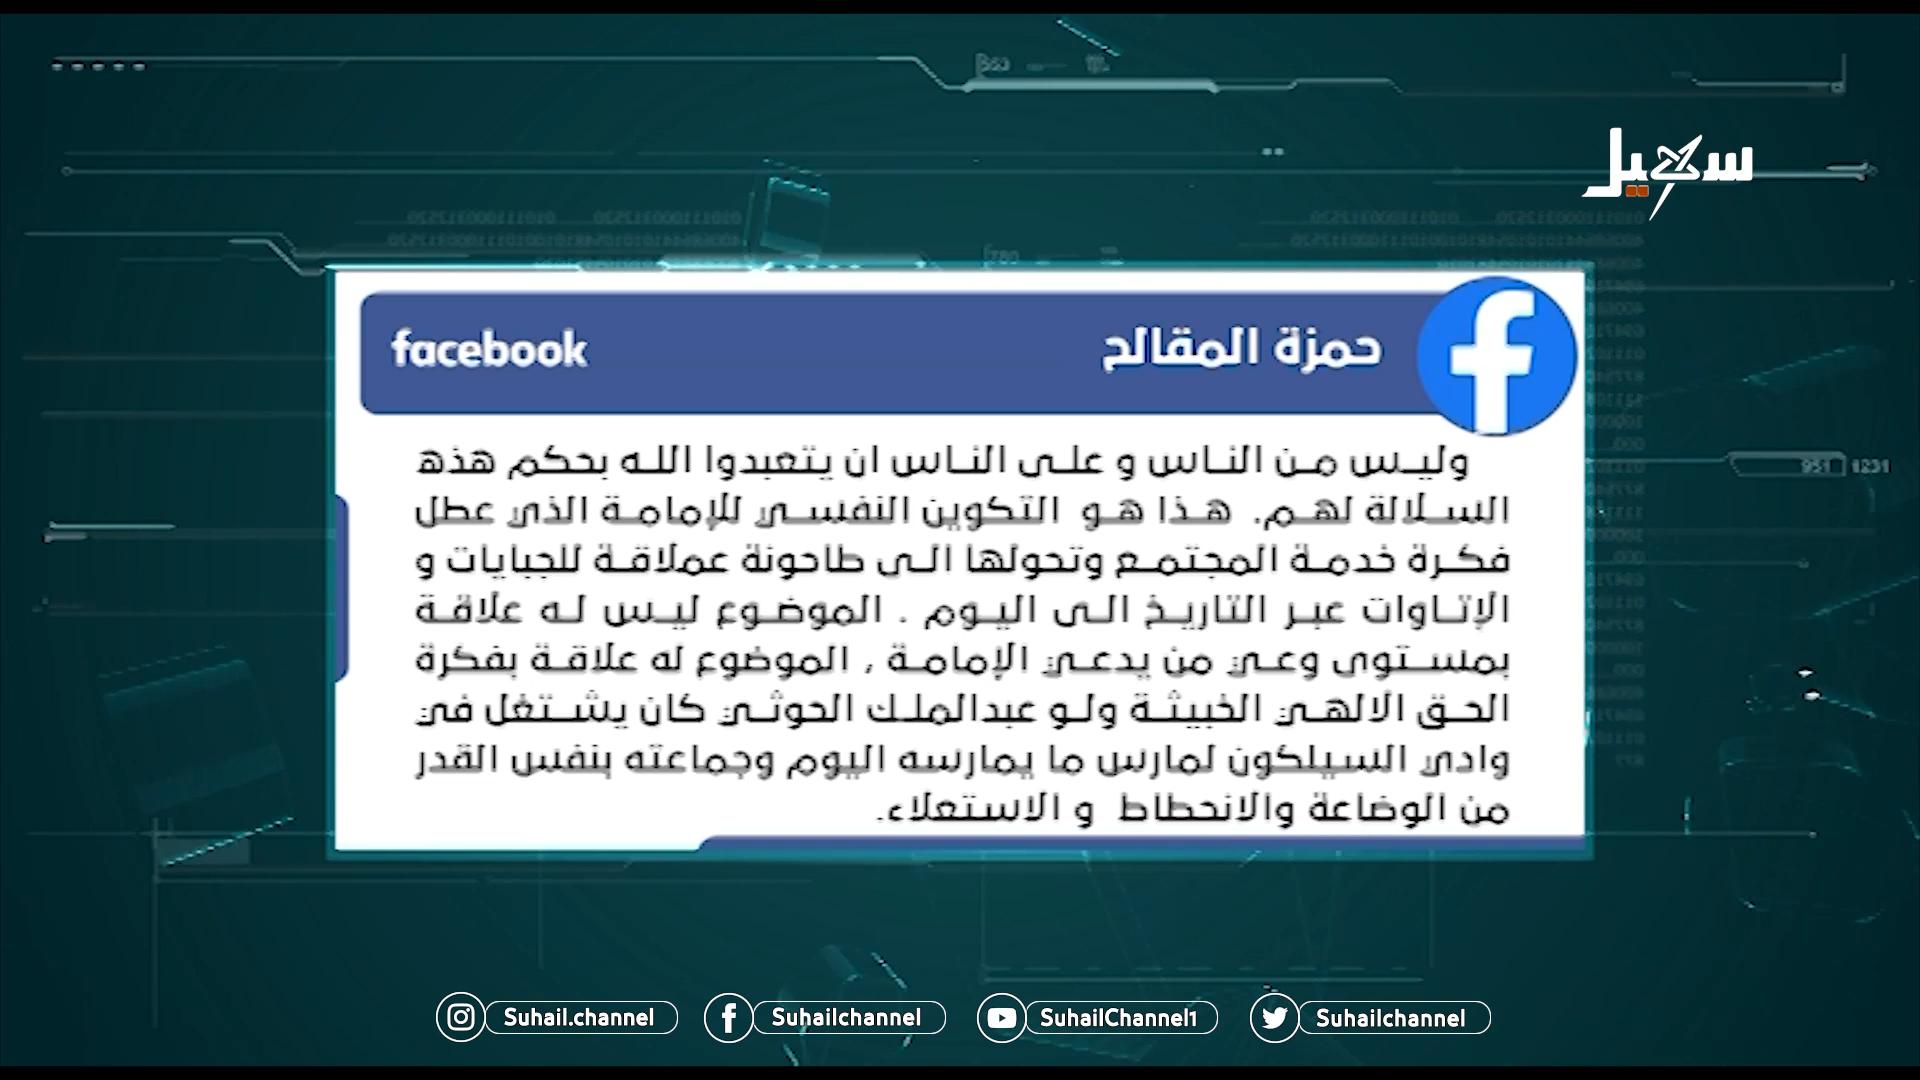 سهيل
حمزة المقالح
facebook
وليس من الناس و على الناس ان يتعبدوا الله بحكم هذه
السلالة لهم. هذا هو التكوين النفسي للإمامة الذي عطل
فكرة خدمة المجتمع وتحولها الى طاحونة عملاقة للجبايات و
الإتاوات عبر التاريخ الى اليوم . الموضوع ليس له علاقة
بمستوى وعي من يدعي الإمامة , الموضوع له علاقة بفكرة
الحق الالهي الخبيثة ولو عبدالملك الحوثي كان يشتغل في
وادي السيلكون لمارس ما يمارسه اليوم وجماعته بنفس القدر
من الوضاعة والانحطاط و الاستعلاء.
Suhail.channel
Suhailchannel
SuhailChannel1
Suhailchannel